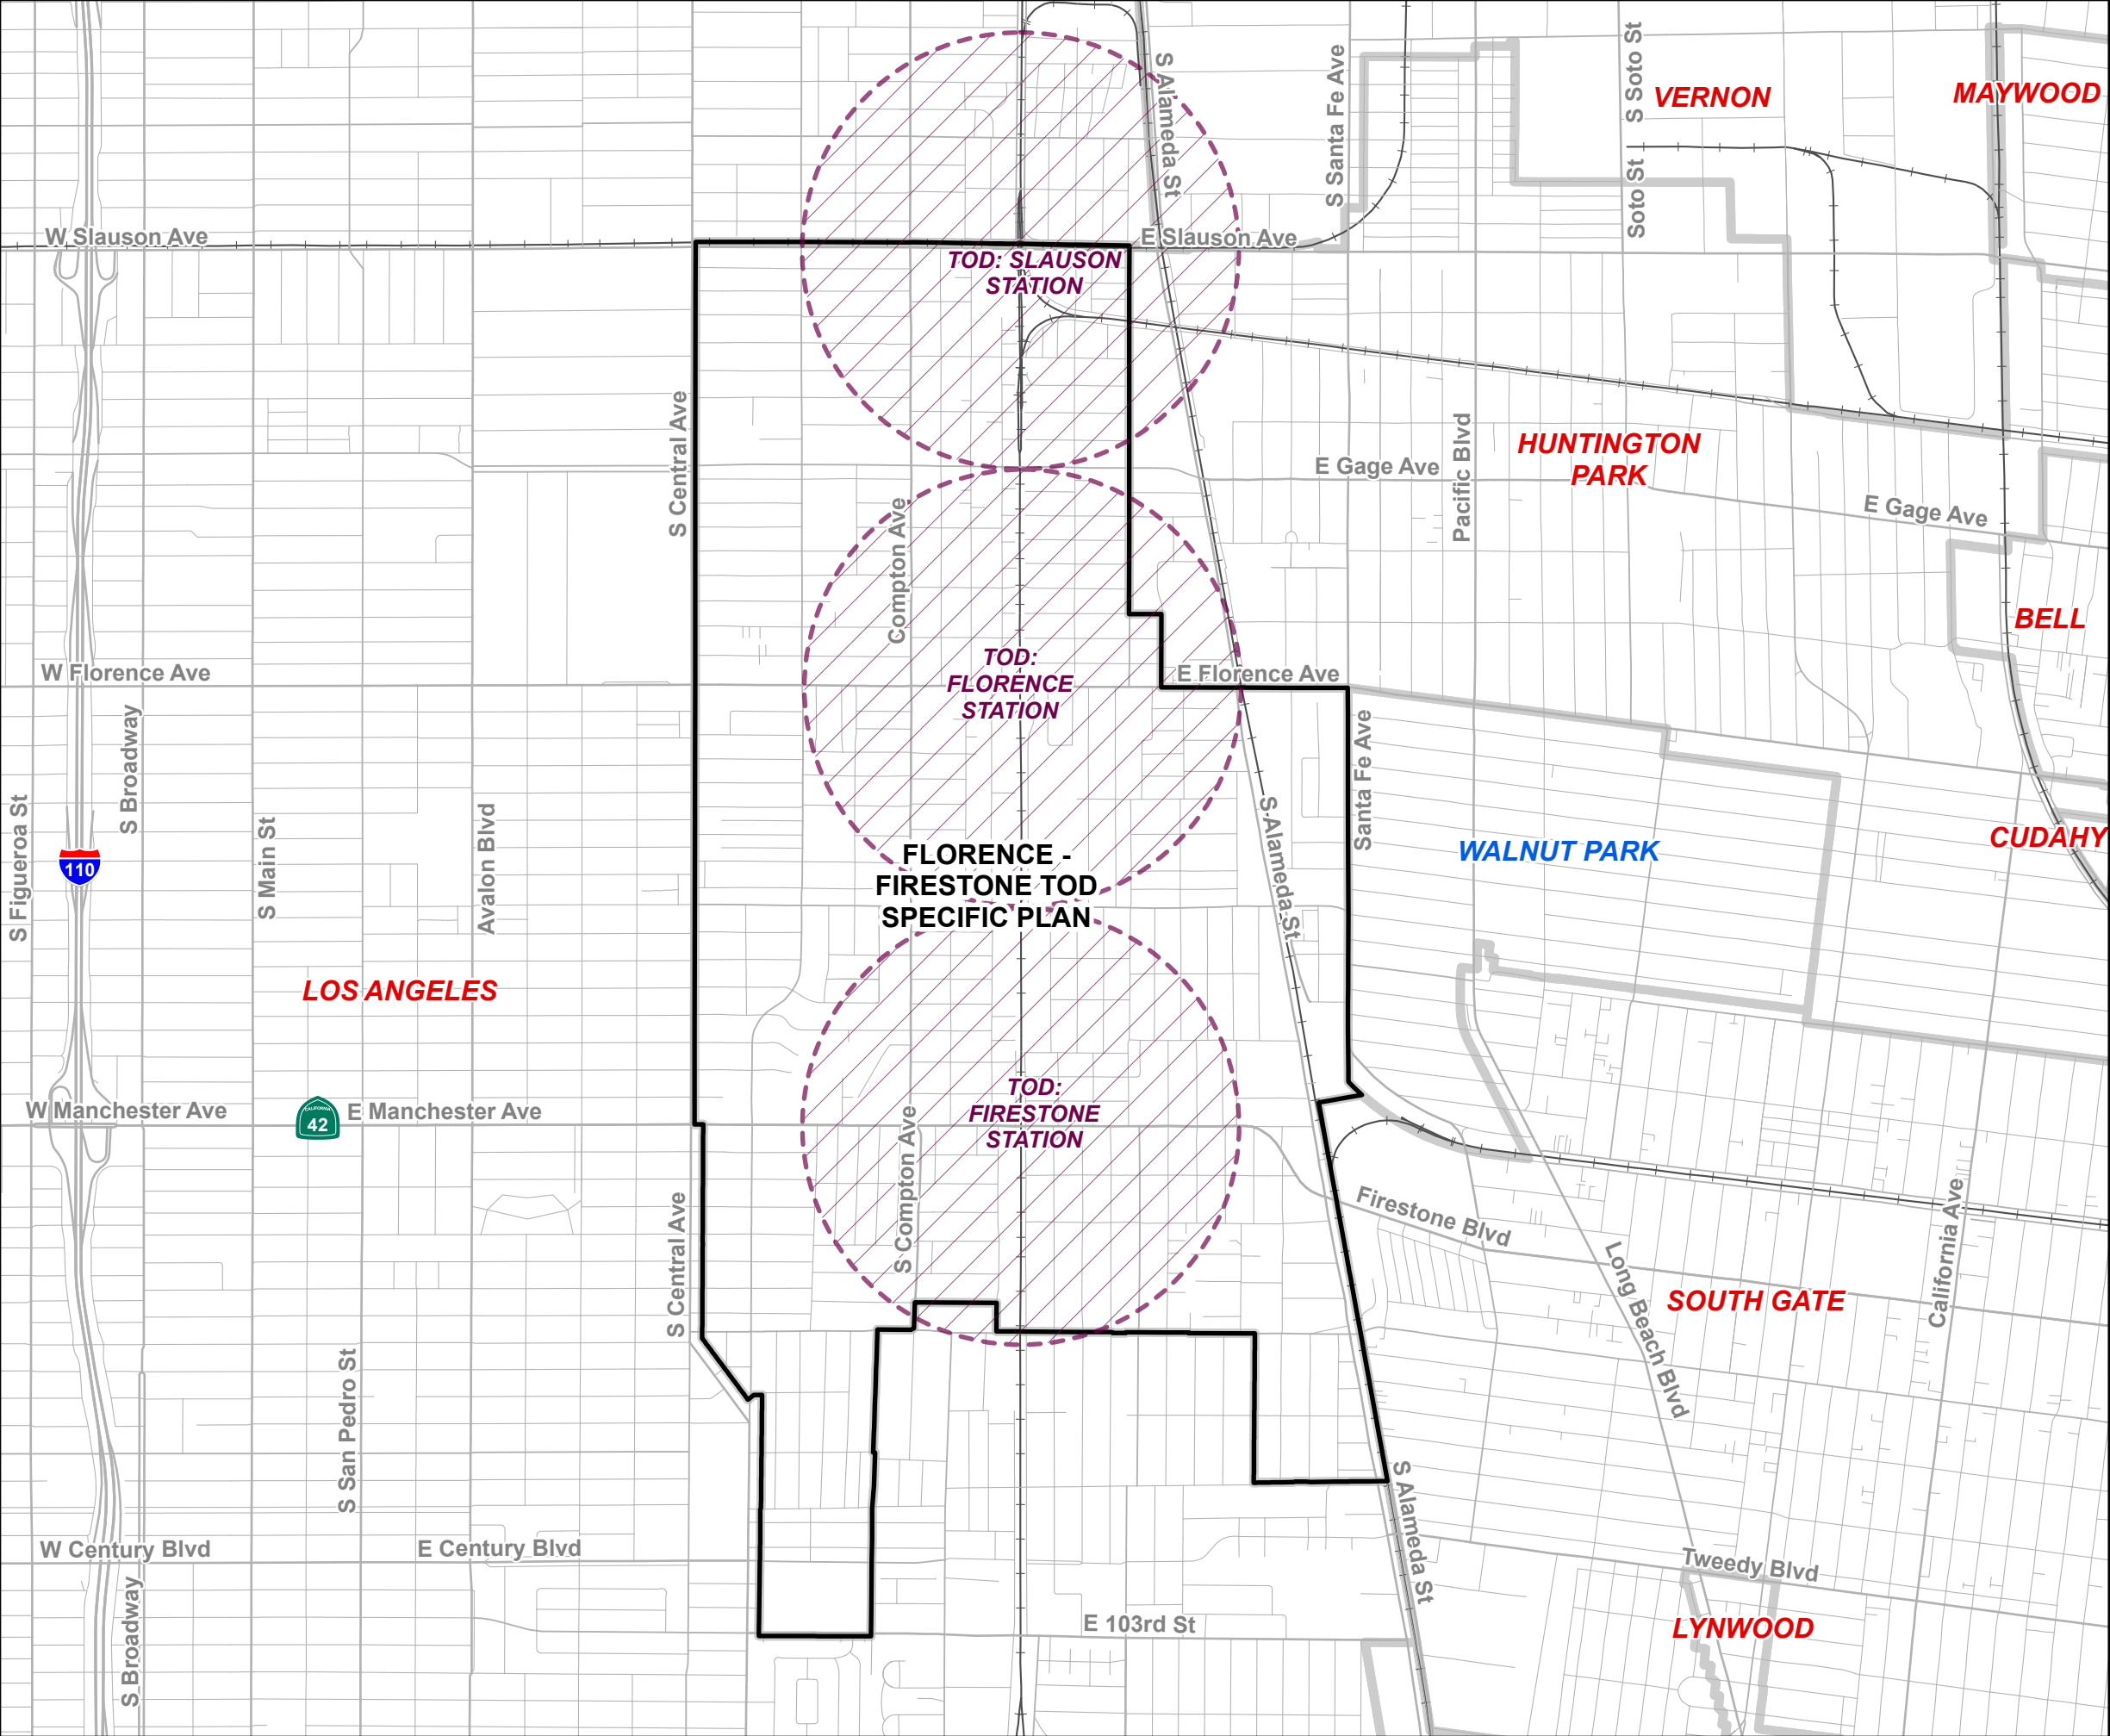 S Alameda St
S Santa Fe Ave
S Soto St
VERNON
MAYWOOD
Soto St
W Slauson Ave
E Slauson Ave
TOD: SLAUSON
STATION
S Central Ave
Pacific Blvd
HUNTINGTON
PARK
E Gage Ave
E Gage Ave
Compton Ave
BELL
W Florence Ave
TOD:
FLORENCE
STATION
E Florence Ave
S Broadway
Santa Fe Ave
S Figueroa St
110
S Main St
Avalon Blvd
FLORENCE -
FIRESTONE TOD
SPECIFIC PLAN
S Alameda St
WALNUT PARK
CUDAHY
LOS ANGELES
W Manchester Ave
CALIFORNIA
42
E Manchester Ave
TOD:
FIRESTONE
STATION
S Compton Ave
S Central Ave
Firestone Blvd
Long Beach Blvd
SOUTH GATE
California Ave
S San Pedro St
S Alameda St
W Century Blvd
E Century Blvd
Tweedy Blvd
S Broadway
E 103rd St
LYNWOOD